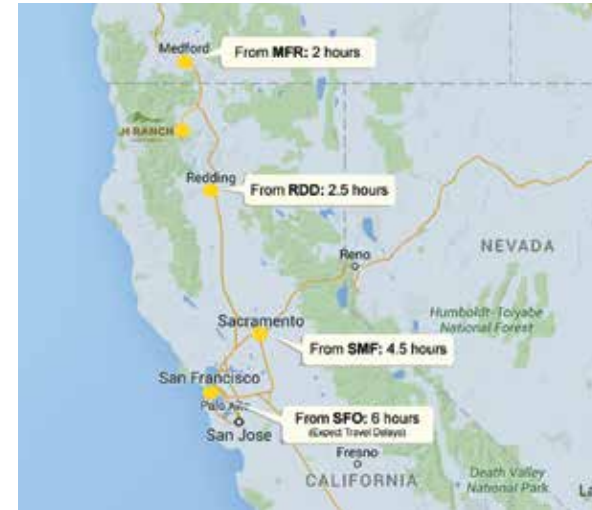 Medford
From MFR: 2 hours
JH RANCH
Redding
From RDD: 2.5 hours
Reno
NEVADA
Humboldt-Toiyabe
National Forest
Sacramento
From SMF: 4.5 hours
San Francisco
Palo Alto
From SFO: 6 hours
(Expect Travel Delays)
San Jose
Fresno
CALIFORNIA
Death Valley
National Park
La